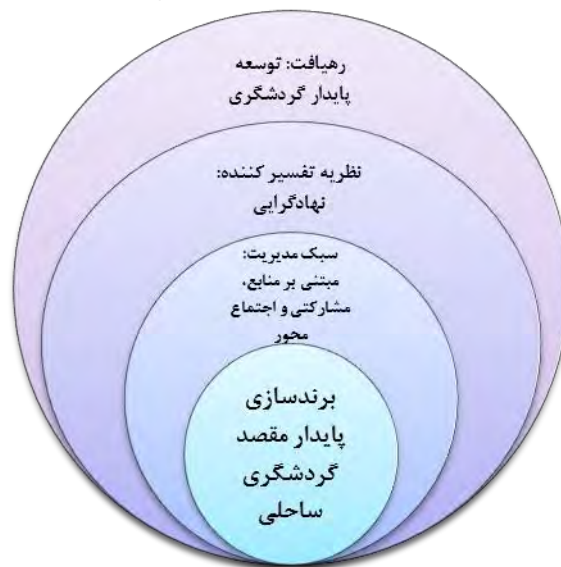 رهیافت: توسعه
پایدار گردشگری
نظریه تفسیر کننده:
نهادگرایی
سبک مدیریت:
مبتنی بر منابع،
مشارکتی و اجتماع
محور
برندسازی
پایدار مقصد
گردشگری
ساحلی